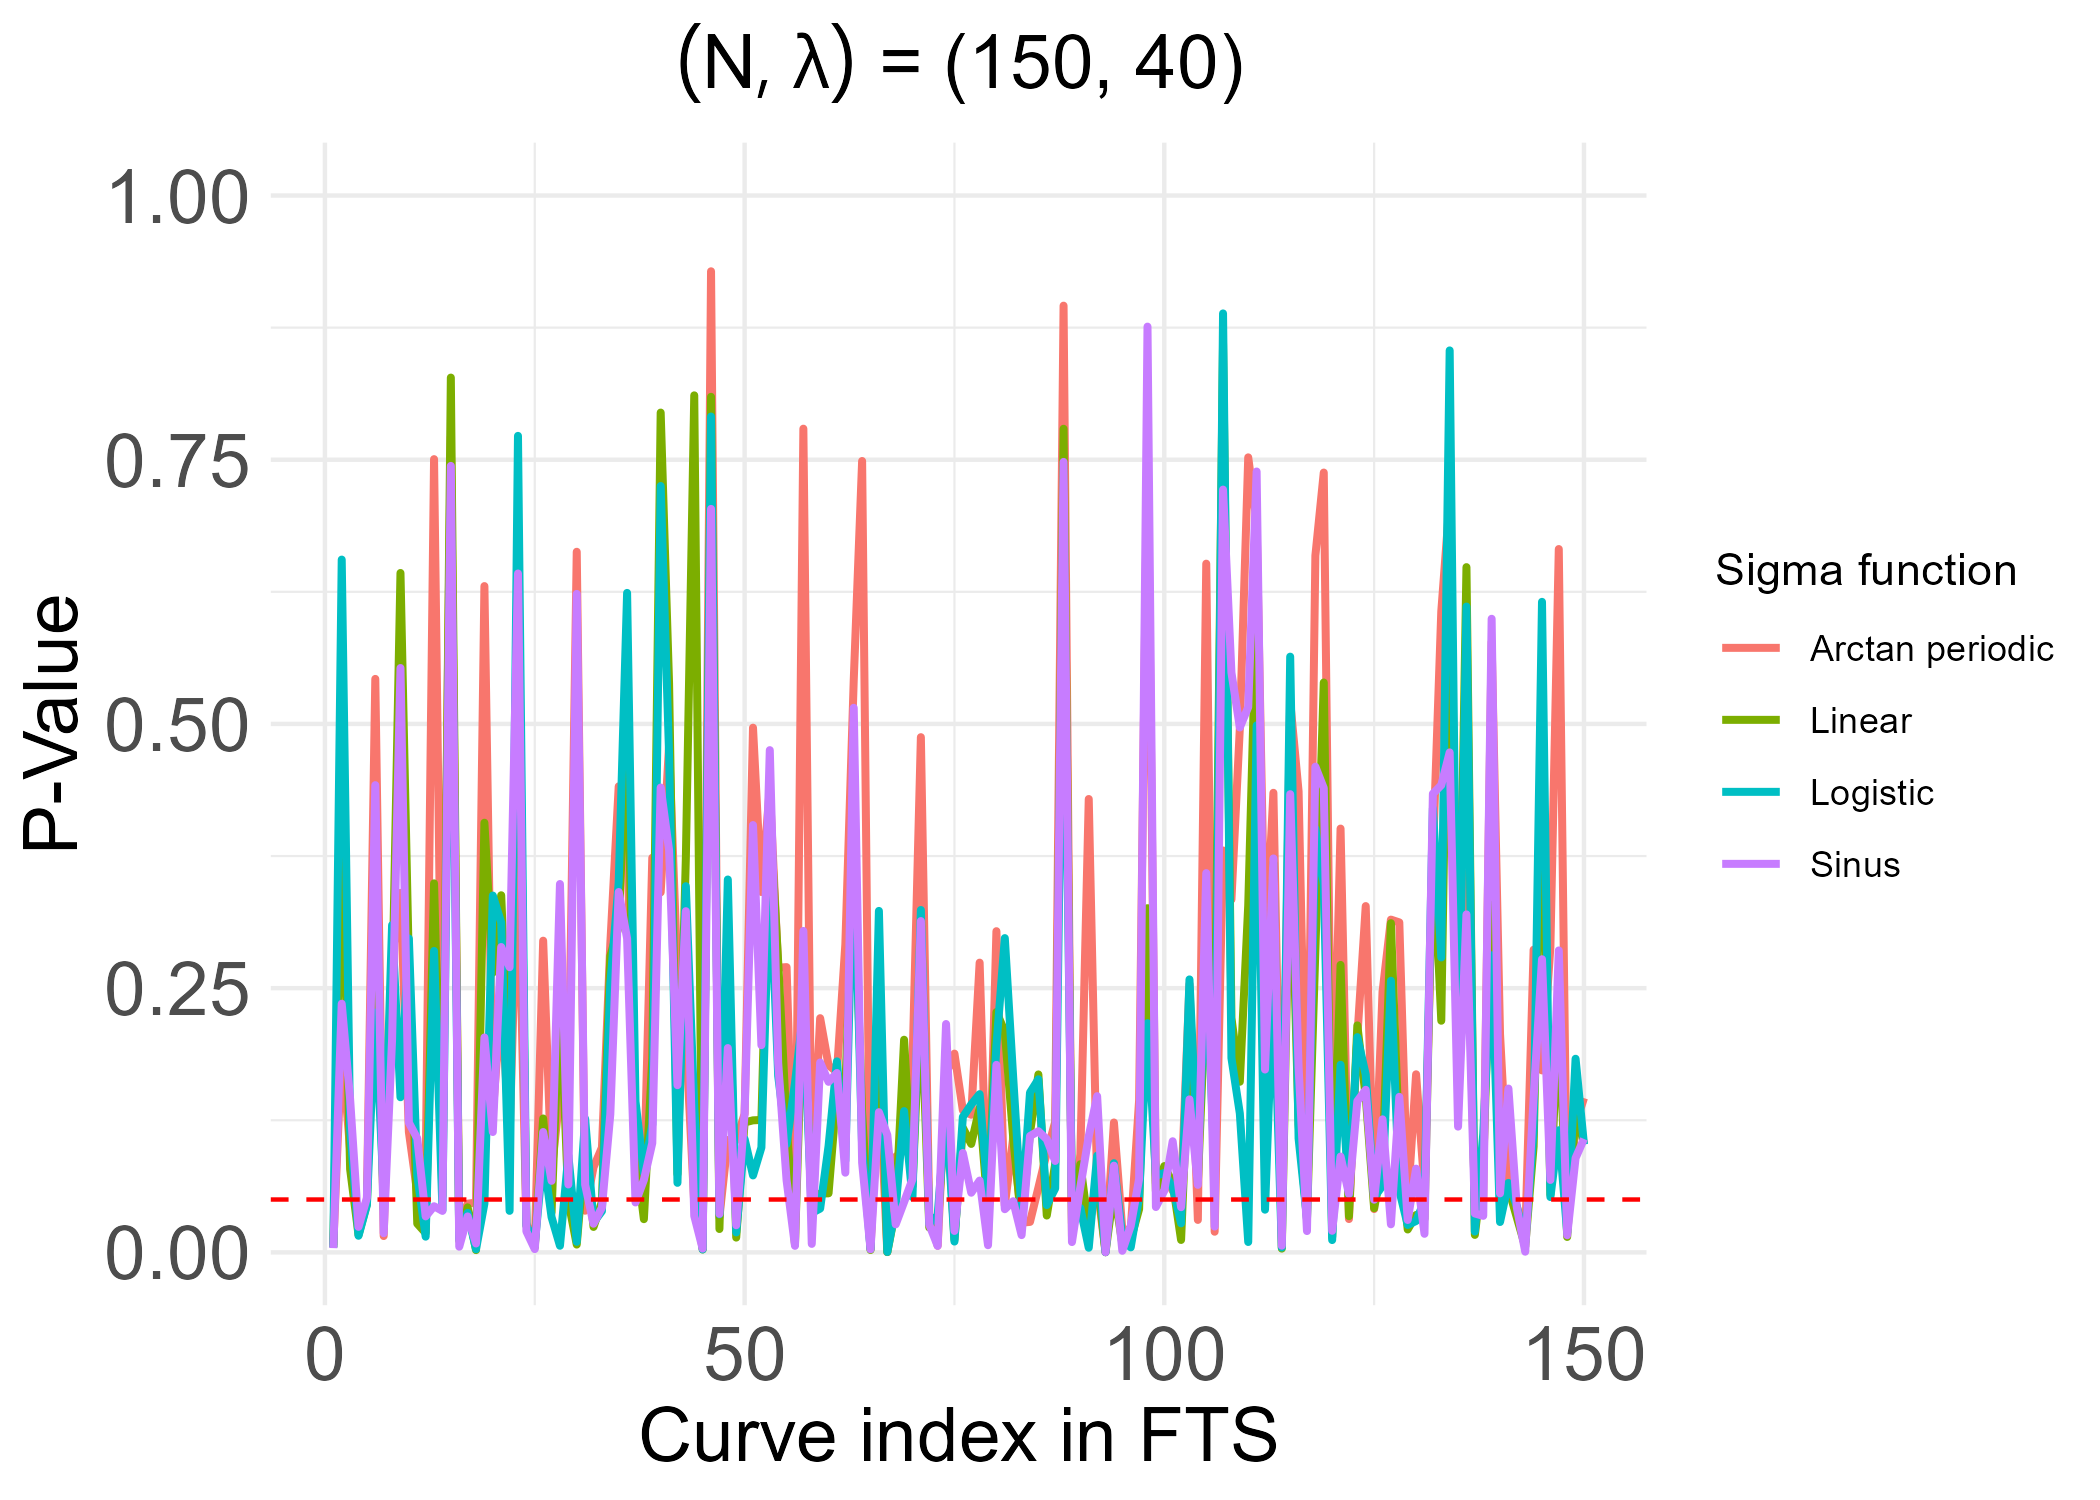 (N, λ) = (150, 40)
1.00
0.75
0.50
0.25
0.00
P-Value
0 50 100 150
Curve index in FTS
Sigma function
Arctan periodic
Linear
Logistic
Sinus